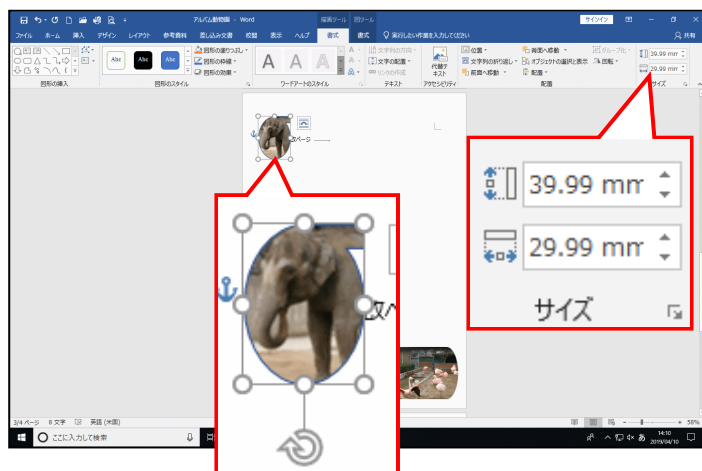 アルバム動物園 - Word
描画ツール 図ツール
サインイン
ファイル ホーム 挿入 デザイン レイアウト 参考資料 差し込み文書 校閲 表示 ヘルプ 書式 書式 実行したい作業を入力してください 共有
図形の塗りつぶし
図形の枠線
図形の効果
Abc Abc Abc
A A A
文字列の方向
文字の配置
リンクの作成
代替テキスト
位置
文字列の折り返し
前面へ移動
背面へ移動
オブジェクトの選択と表示
配置
グループ化
回転
39.99 mm
29.99 mm
図形の挿入 図形のスタイル ワードアートのスタイル テキスト アクセシビリティ 配置 サイズ
改ページ
39.99 mm
29.99 mm
サイズ
改ペ
3/4 ページ 8 文字 英語 (米国) 58%
ここに入力して検索
あ
14:10
2019/04/10